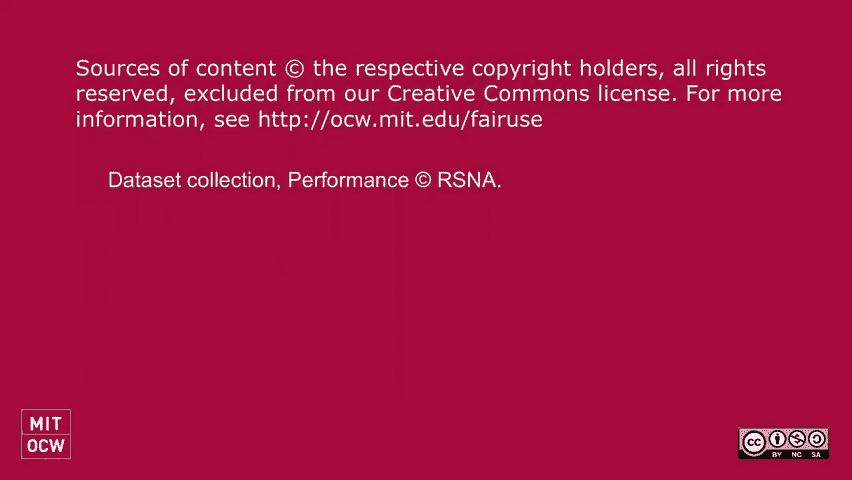 Sources of content © the respective copyright holders, all rights
reserved, excluded from our Creative Commons license. For more
information, see http://ocw.mit.edu/fairuse
Dataset collection, Performance © RSNA.
MIT
OCW
cc
BY NC SA